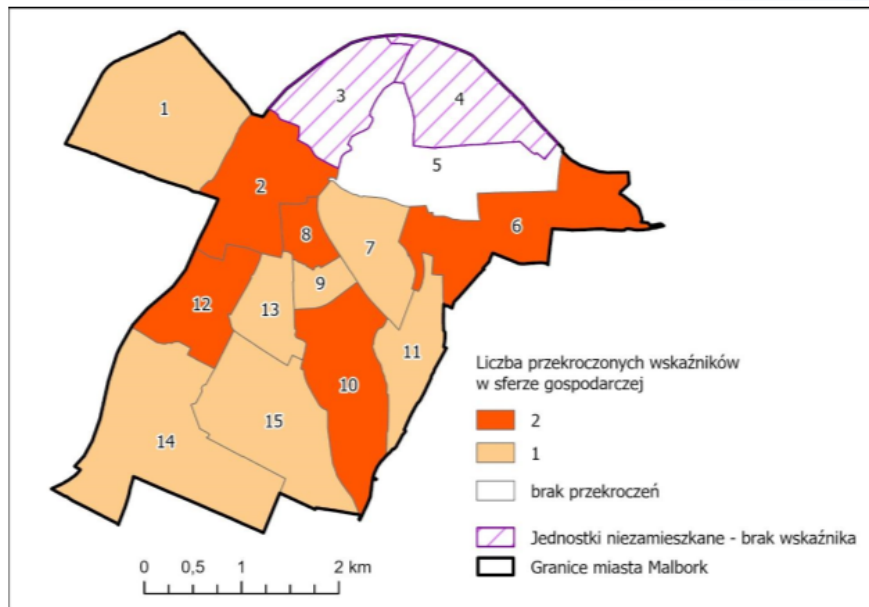 1
3
4
5
2
6
8
7
9
12
13
11
10
14
15
Liczba przekroczonych wskaźników
w sferze gospodarczej
2
1
brak przekroczeń
Jednostki niezamieszkane - brak wskaźnika
Granice miasta Malbork
0 0,5 1 2 km